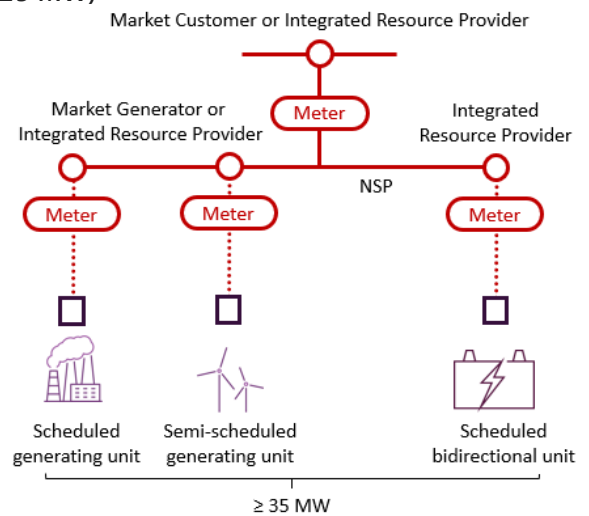 Market Customer or Integrated Resource Provider
Meter
Market Generator or
Integrated Resource Provider
Integrated
Resource Provider
NSP
Meter
Meter
Meter
Scheduled
generating unit
Semi-scheduled
generating unit
Scheduled
bidirectional unit
≥ 35 MW